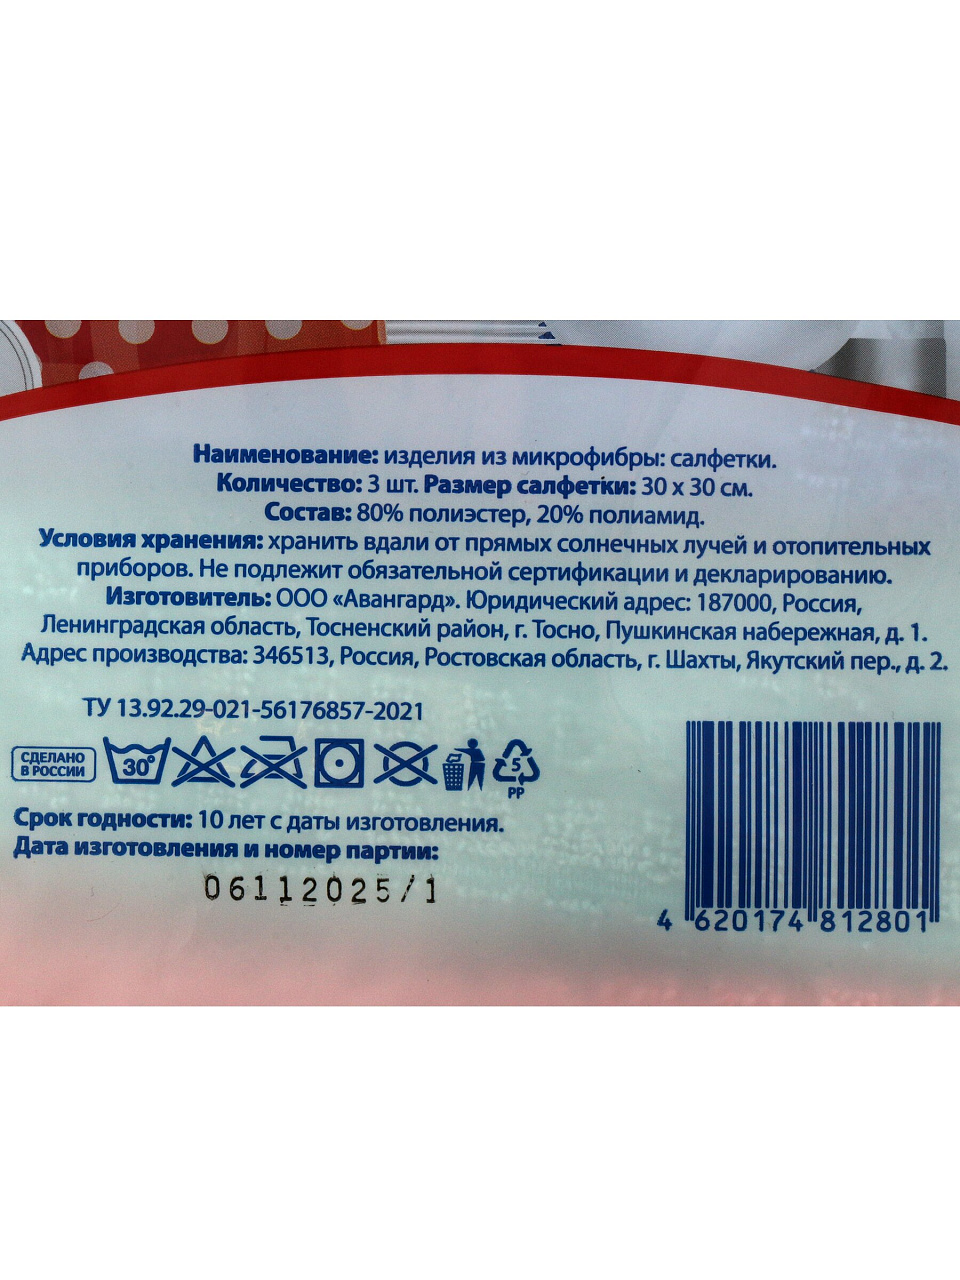 Наименование: изделия из микрофибры: салфетки.
Количество: 3 шт. Размер салфетки: 30 х 30 см.
Состав: 80% полиэстер, 20% полиамид.
Условия хранения: хранить вдали от прямых солнечных лучей и отопительных
приборов. Не подлежит обязательной сертификации и декларированию.
Изготовитель: ООО «Авангард». Юридический адрес: 187000, Россия,
Ленинградская область, Тосненский район, г. Тосно, Пушкинская набережная, д. 1.
Адрес производства: 346513, Россия, Ростовская область, г. Шахты, Якутский пер., д. 2.
ТУ 13.92.29-021-56176857-2021
СДЕЛАНО
В РОССИИ
30°
5
PP
Срок годности: 10 лет с даты изготовления.
Дата изготовления и номер партии:
06112025/1
4 620174 812801